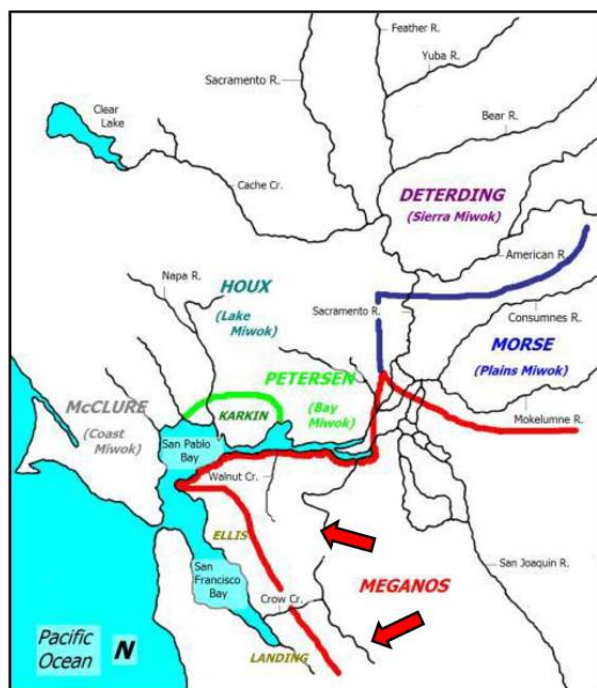 Feather R.
Yuba R.
Sacramento R.
Bear R.
Clear
Lake
Cache Cr.
DETERDING
(Sierra Miwok)
American R.
Napa R.
HOUX
(Lake
Miwok)
Sacramento R.
Consumnes R.
MORSE
(Plains Miwok)
PETERSEN
(Bay
Miwok)
McCLURE
(Coast
Miwok)
KARKIN
Mokelumne R.
San Pablo
Bay
Walnut Cr.
ELLIS
San Joaquin R.
San
Francisco
Bay
MEGANOS
Crow Cr.
Pacific
Ocean
N
LANDING